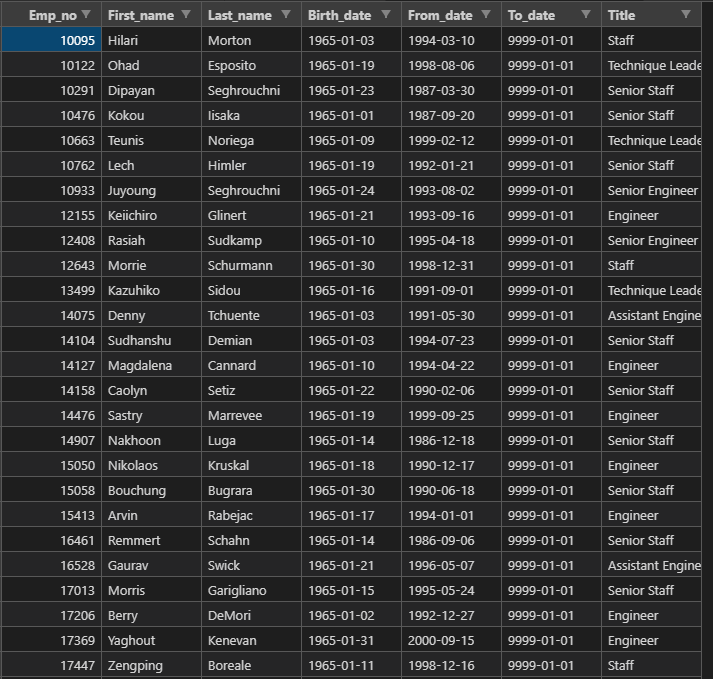 Emp_no First_name Last_name Birth_date From_date To_date Title
10095 Hilari Morton 1965-01-03 1994-03-10 9999-01-01 Staff
10122 Ohad Esposito 1965-01-19 1998-08-06 9999-01-01 Technique Leade
10291 Dipayan Seghrouchni 1965-01-23 1987-03-30 9999-01-01 Senior Staff
10476 Kokou Iisaka 1965-01-01 1987-09-20 9999-01-01 Senior Staff
10663 Teunis Noriega 1965-01-09 1999-02-12 9999-01-01 Technique Leade
10762 Lech Himler 1965-01-19 1992-01-21 9999-01-01 Senior Staff
10933 Juyoung Seghrouchni 1965-01-24 1993-08-02 9999-01-01 Senior Engineer
12155 Keiichiro Glinert 1965-01-21 1993-09-16 9999-01-01 Engineer
12408 Rasiah Sudkamp 1965-01-10 1995-04-18 9999-01-01 Senior Engineer
12643 Morrie Schurmann 1965-01-30 1998-12-31 9999-01-01 Staff
13499 Kazuhiko Sidou 1965-01-16 1991-09-01 9999-01-01 Technique Leade
14075 Denny Tchuente 1965-01-03 1991-05-30 9999-01-01 Assistant Engine
14104 Sudhanshu Demian 1965-01-03 1994-07-23 9999-01-01 Senior Staff
14127 Magdalena Cannard 1965-01-10 1994-04-22 9999-01-01 Engineer
14158 Caolyn Setiz 1965-01-22 1990-02-06 9999-01-01 Senior Staff
14476 Sastry Marrevee 1965-01-19 1999-09-25 9999-01-01 Engineer
14907 Nakhoon Luga 1965-01-14 1986-12-18 9999-01-01 Senior Staff
15050 Nikolaos Kruskal 1965-01-18 1990-12-17 9999-01-01 Engineer
15058 Bouchung Bugrara 1965-01-30 1990-06-18 9999-01-01 Senior Staff
15413 Arvin Rabejac 1965-01-17 1994-01-01 9999-01-01 Engineer
16461 Remmert Schahn 1965-01-14 1986-09-06 9999-01-01 Senior Staff
16528 Gaurav Swick 1965-01-21 1996-05-07 9999-01-01 Assistant Engine
17013 Morris Garigliano 1965-01-15 1995-05-24 9999-01-01 Senior Staff
17206 Berry DeMori 1965-01-02 1992-12-27 9999-01-01 Engineer
17369 Yaghout Kenevan 1965-01-31 2000-09-15 9999-01-01 Engineer
17447 Zengping Boreale 1965-01-11 1998-12-16 9999-01-01 Staff